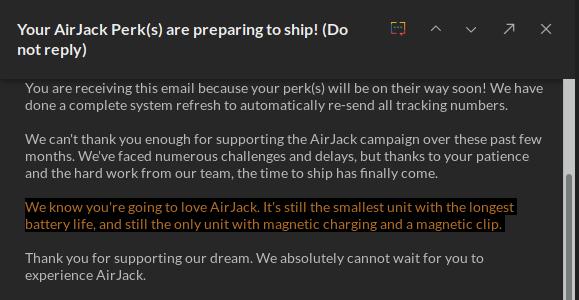 Your AirJack Perk(s) are preparing to ship! (Do
not reply)
You are receiving this email because your perk(s) will be on their way soon! We have
done a complete system refresh to automatically re-send all tracking numbers.
We can't thank you enough for supporting the AirJack campaign over these past few
months. We've faced numerous challenges and delays, but thanks to your patience
and the hard work from our team, the time to ship has finally come.
We know you're going to love AirJack. It's still the smallest unit with the longest
battery life, and still the only unit with magnetic charging and a magnetic clip.
Thank you for supporting our dream. We absolutely cannot wait for you to
experience AirJack.